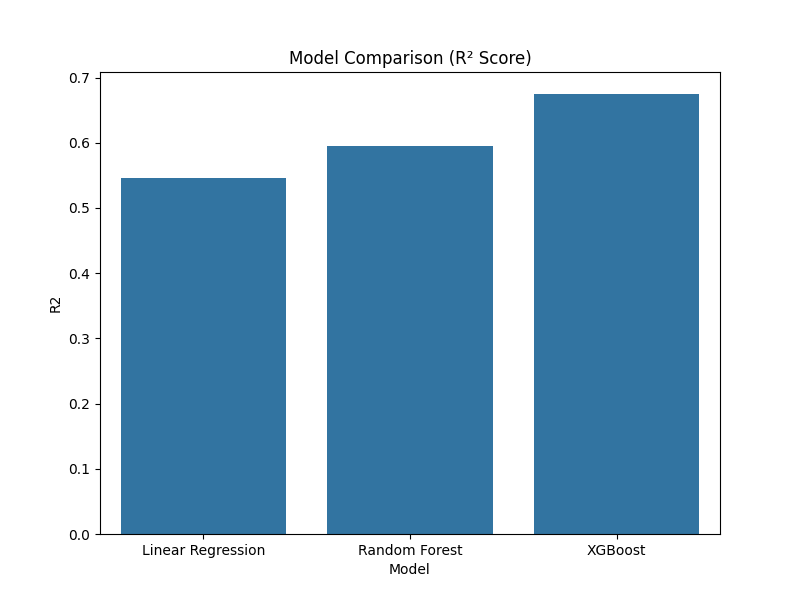 Model Comparison (R² Score)
R2
0.7
0.6
0.5
0.4
0.3
0.2
0.1
0.0
Linear Regression
Random Forest
XGBoost
Model